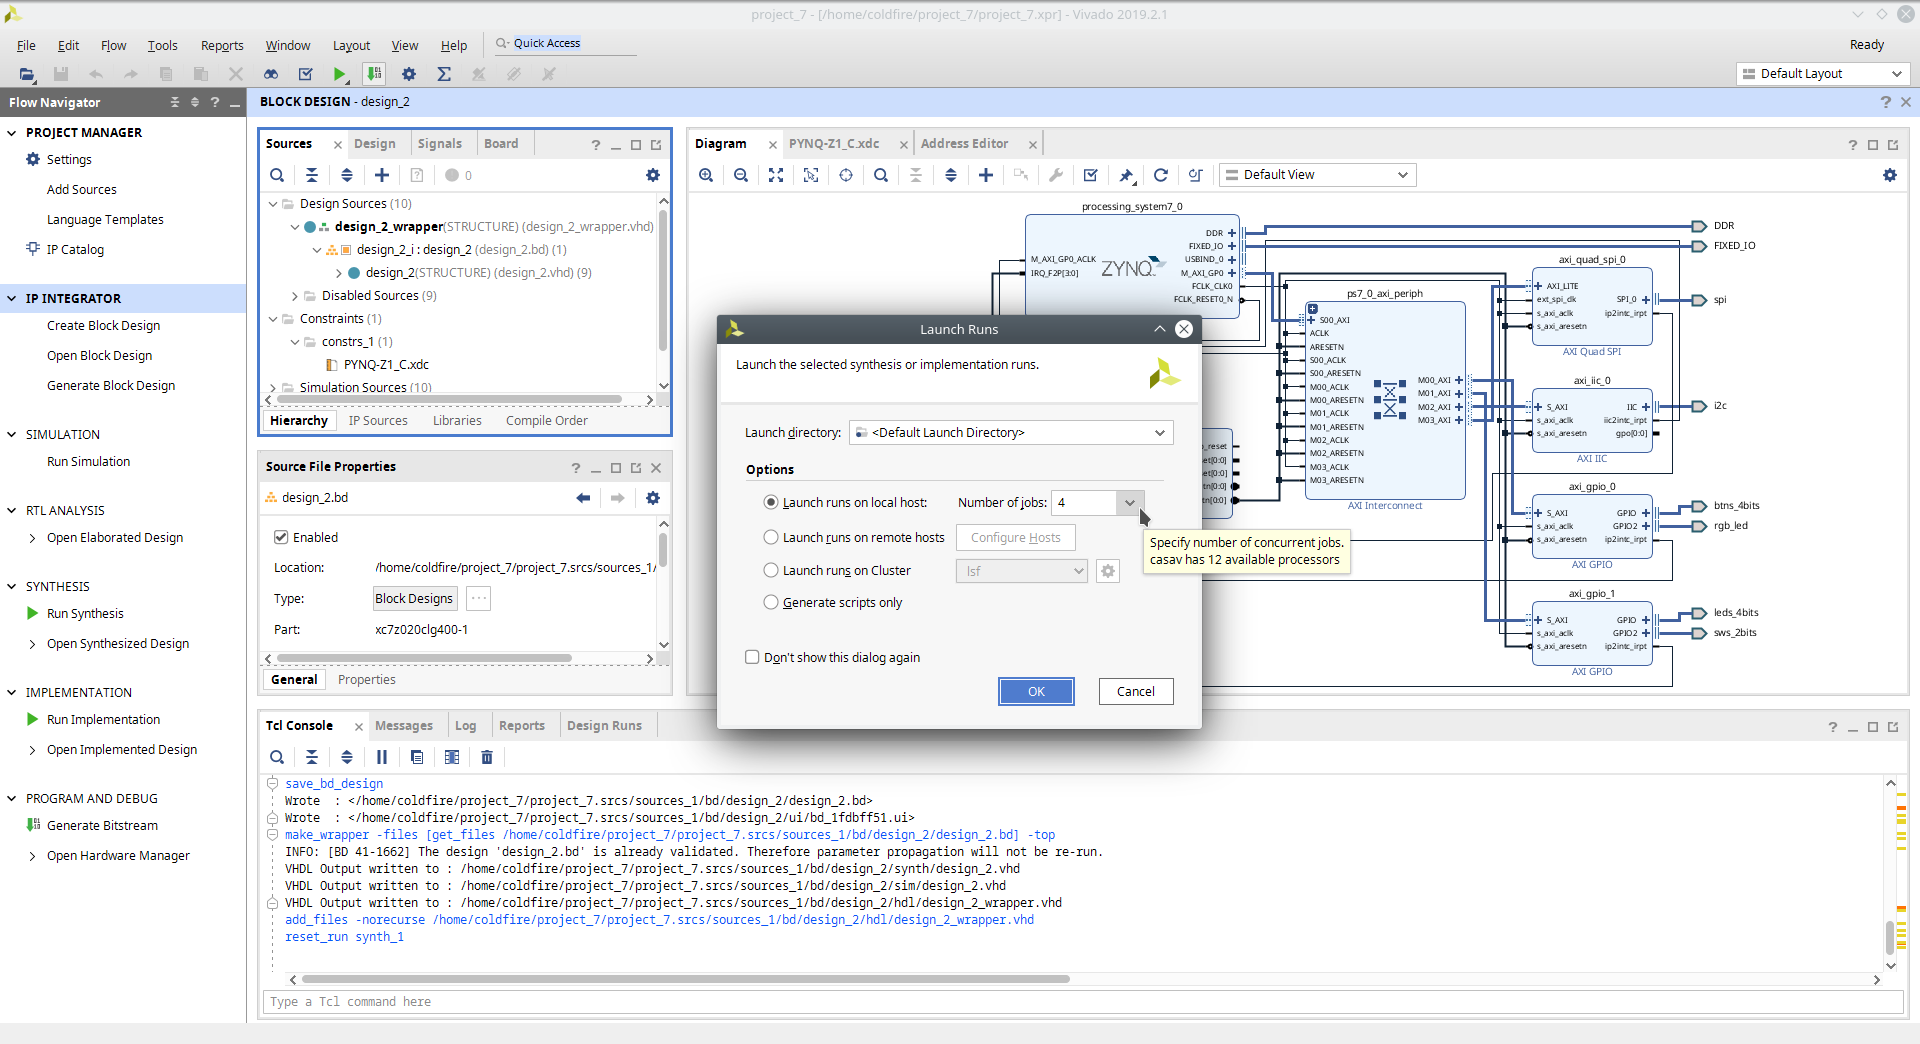 project_7 - [/home/coldfire/project_7/project_7.xpr] - Vivado 2019.2.1
File Edit Flow Tools Reports Window Layout View Help Quick Access
Ready
Default Layout
Flow Navigator
PROJECT MANAGER
Settings
Add Sources
Language Templates
IP Catalog
IP INTEGRATOR
Create Block Design
Open Block Design
Generate Block Design
SIMULATION
Run Simulation
RTL ANALYSIS
Open Elaborated Design
SYNTHESIS
Run Synthesis
Open Synthesized Design
IMPLEMENTATION
Run Implementation
Open Implemented Design
PROGRAM AND DEBUG
Generate Bitstream
Open Hardware Manager
BLOCK DESIGN - design_2
Sources Design Signals Board
0
Design Sources (10)
design_2_wrapper(STRUCTURE) (design_2_wrapper.vhd)
design_2_i : design_2 (design_2.bd) (1)
design_2(STRUCTURE) (design_2.vhd) (9)
Disabled Sources (9)
Constraints (1)
constrs_1 (1)
PYNQ-Z1_C.xdc
Simulation Sources (10)
Hierarchy IP Sources Libraries Compile Order
Source File Properties
design_2.bd
Enabled
Location: /home/coldfire/project_7/project_7.srcs/sources_1/
Type: Block Designs ...
Part: xc7z020clg400-1
General Properties
Diagram PYNQ-Z1_C.xdc Address Editor
Default View
processing_system7_0
M_AXI_GP0_ACLK
IRQ_F2P[3:0]
ZYNQ
DDR
FIXED_IO
USBIND_0
M_AXI_GP0
FCLK_CLK0
FCLK_RESET0_N
DDR
FIXED_IO
ps7_0_axi_periph
S00_AXI
ACLK
ARESETN
S00_ACLK
S00_ARESETN
M00_ACLK
M00_ARESETN
M01_ACLK
M01_ARESETN
M02_ACLK
M02_ARESETN
M03_ACLK
M03_ARESETN
M00_AXI
M01_AXI
M02_AXI
M03_AXI
AXI Interconnect
axi_quad_spi_0
AXI_LITE
ext_spi_clk
s_axi_aclk
s_axi_aresetn
SPI_0
ip2intc_irpt
AXI Quad SPI
spi
axi_iic_0
S_AXI
s_axi_aclk
s_axi_aresetn
IIC
iic2intc_irpt
gpo[0:0]
AXI IIC
i2c
axi_gpio_0
S_AXI
s_axi_aclk
s_axi_aresetn
GPIO
GPIO2
ip2intc_irpt
AXI GPIO
btns_4bits
rgb_led
axi_gpio_1
S_AXI
s_axi_aclk
s_axi_aresetn
GPIO
GPIO2
ip2intc_irpt
AXI GPIO
leds_4bits
sws_2bits
Launch Runs
Launch the selected synthesis or implementation runs.
Launch directory: <Default Launch Directory>
Options
Launch runs on local host: Number of jobs: 4
Launch runs on remote hosts Configure Hosts
Launch runs on Cluster lsf
Generate scripts only
Don't show this dialog again
OK Cancel
Specify number of concurrent jobs.
casav has 12 available processors
Tcl Console Messages Log Reports Design Runs
save_bd_design
Wrote : </home/coldfire/project_7/project_7.srcs/sources_1/bd/design_2/design_2.bd>
Wrote : </home/coldfire/project_7/project_7.srcs/sources_1/bd/design_2/ui/bd_1fdbff51.ui>
make_wrapper -files [get_files /home/coldfire/project_7/project_7.srcs/sources_1/bd/design_2/design_2.bd] -top
INFO: [BD 41-1662] The design 'design_2.bd' is already validated. Therefore parameter propagation will not be re-run.
VHDL Output written to : /home/coldfire/project_7/project_7.srcs/sources_1/bd/design_2/synth/design_2.vhd
VHDL Output written to : /home/coldfire/project_7/project_7.srcs/sources_1/bd/design_2/sim/design_2.vhd
VHDL Output written to : /home/coldfire/project_7/project_7.srcs/sources_1/bd/design_2/hdl/design_2_wrapper.vhd
add_files -norecurse /home/coldfire/project_7/project_7.srcs/sources_1/bd/design_2/hdl/design_2_wrapper.vhd
reset_run synth_1
Type a Tcl command here